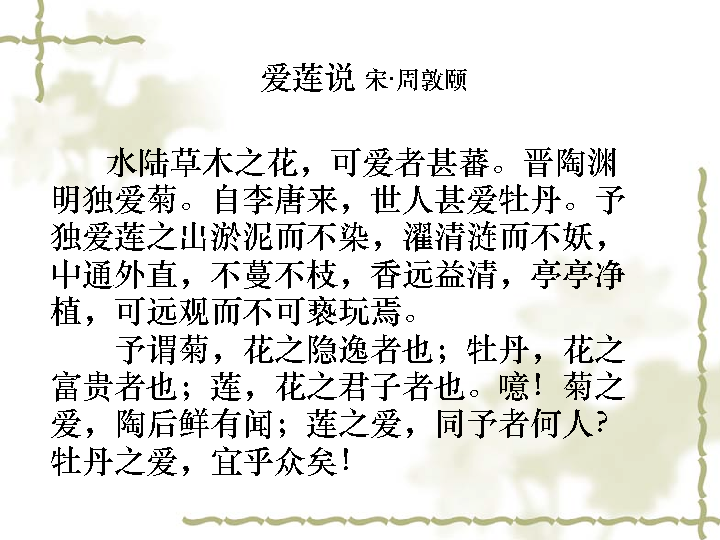 爱莲说 宋·周敦颐
水陆草木之花，可爱者甚蕃。晋陶渊
明独爱菊。自李唐来，世人甚爱牡丹。予
独爱莲之出淤泥而不染，濯清涟而不妖，
中通外直，不蔓不枝，香远益清，亭亭净
植，可远观而不可亵玩焉。
予谓菊，花之隐逸者也；牡丹，花之
富贵者也；莲，花之君子者也。噫！菊之
爱，陶后鲜有闻；莲之爱，同予者何人？
牡丹之爱，宜乎众矣！